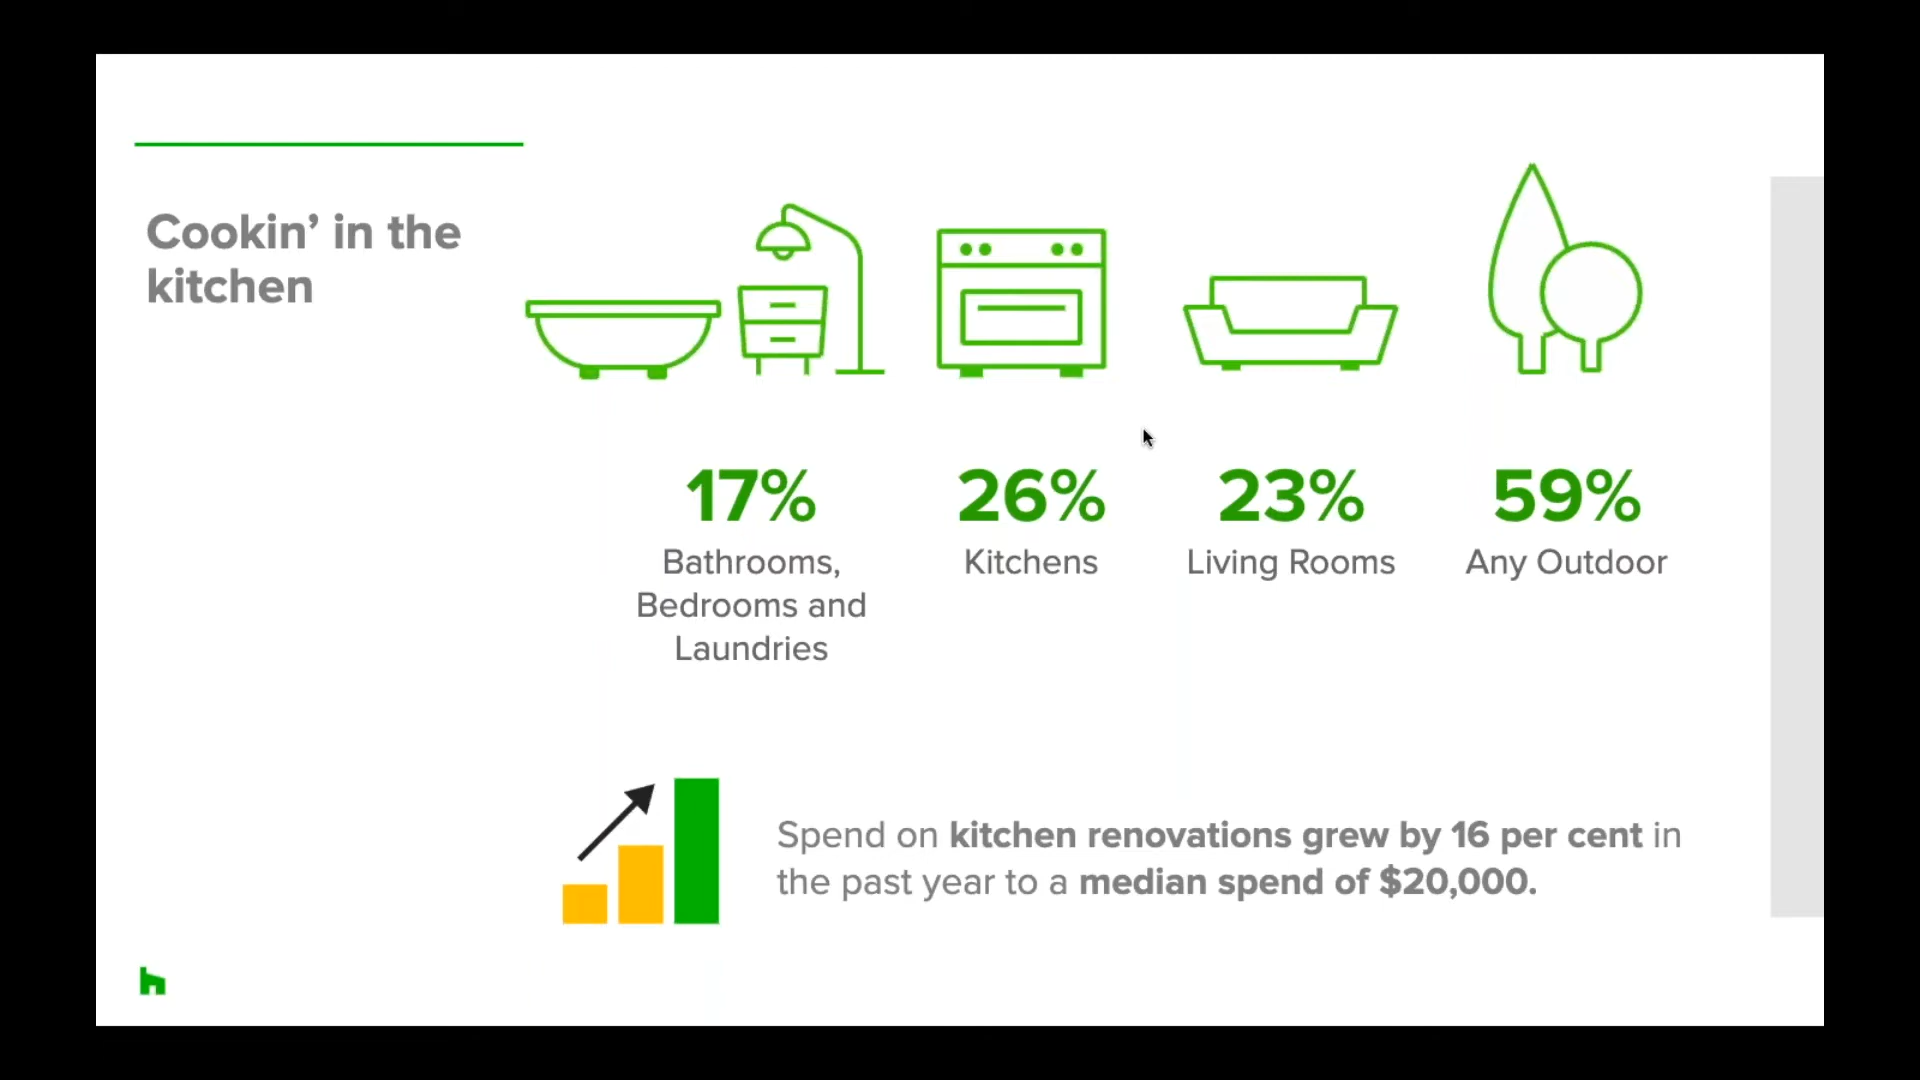 Cookin’ in the
kitchen
17%
Bathrooms,
Bedrooms and
Laundries
26%
Kitchens
23%
Living Rooms
59%
Any Outdoor
Spend on kitchen renovations grew by 16 per cent in
the past year to a median spend of $20,000.